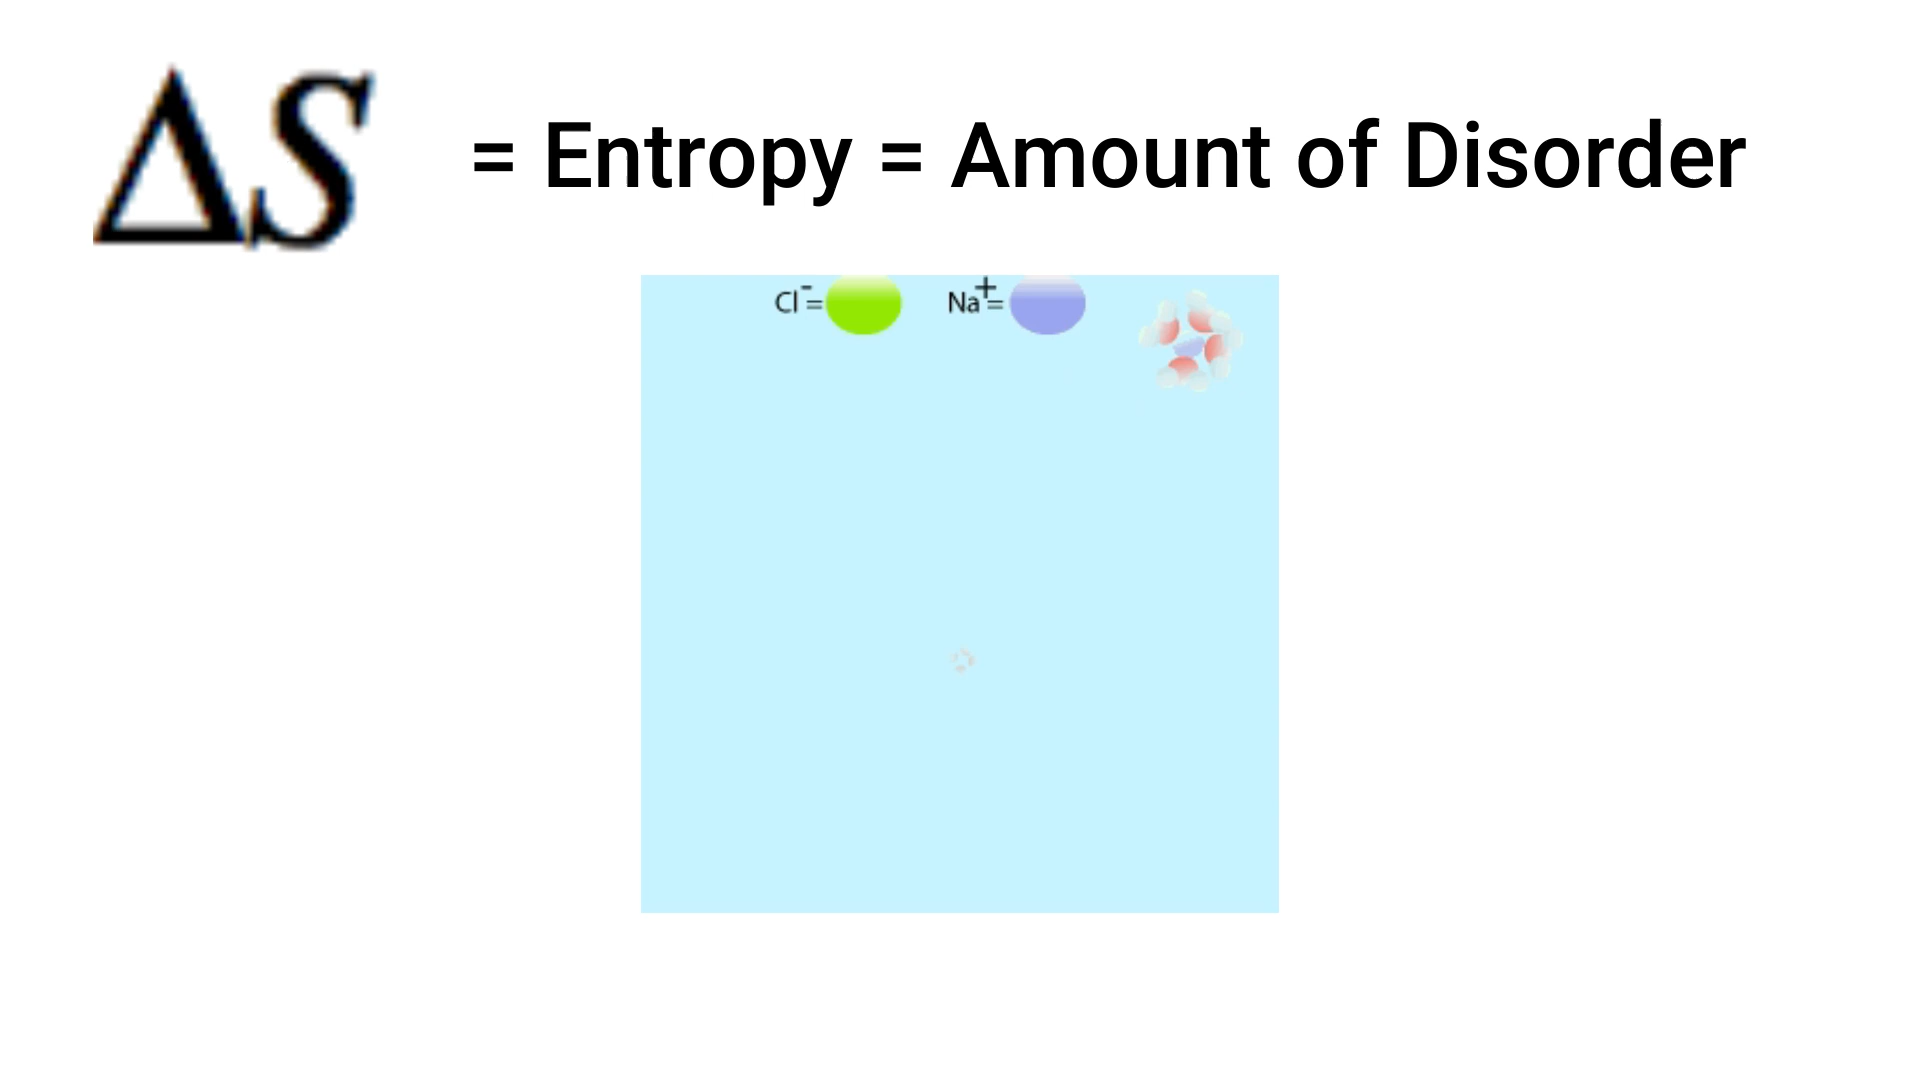 ΔS = Entropy = Amount of Disorder
Cl⁻= Na⁺=